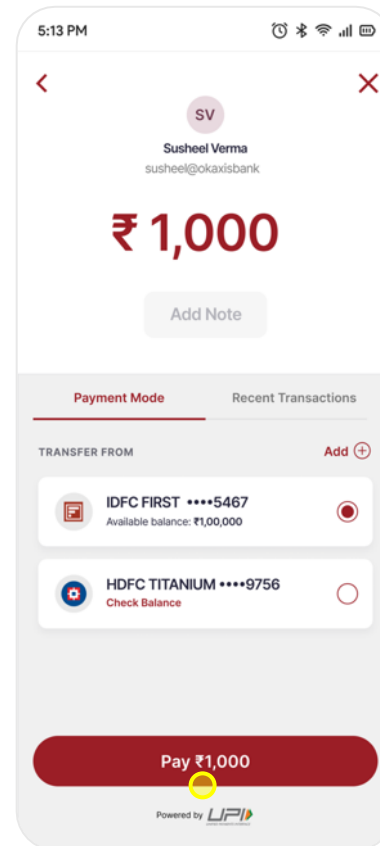 5:13 PM
SV
Susheel Verma
susheel@okaxisbank
₹ 1,000
Add Note
Payment Mode
Recent Transactions
TRANSFER FROM
Add
IDFC FIRST ••••5467
Available balance: ₹1,00,000
HDFC TITANIUM ••••9756
Check Balance
Pay ₹1,000
Powered by UPI